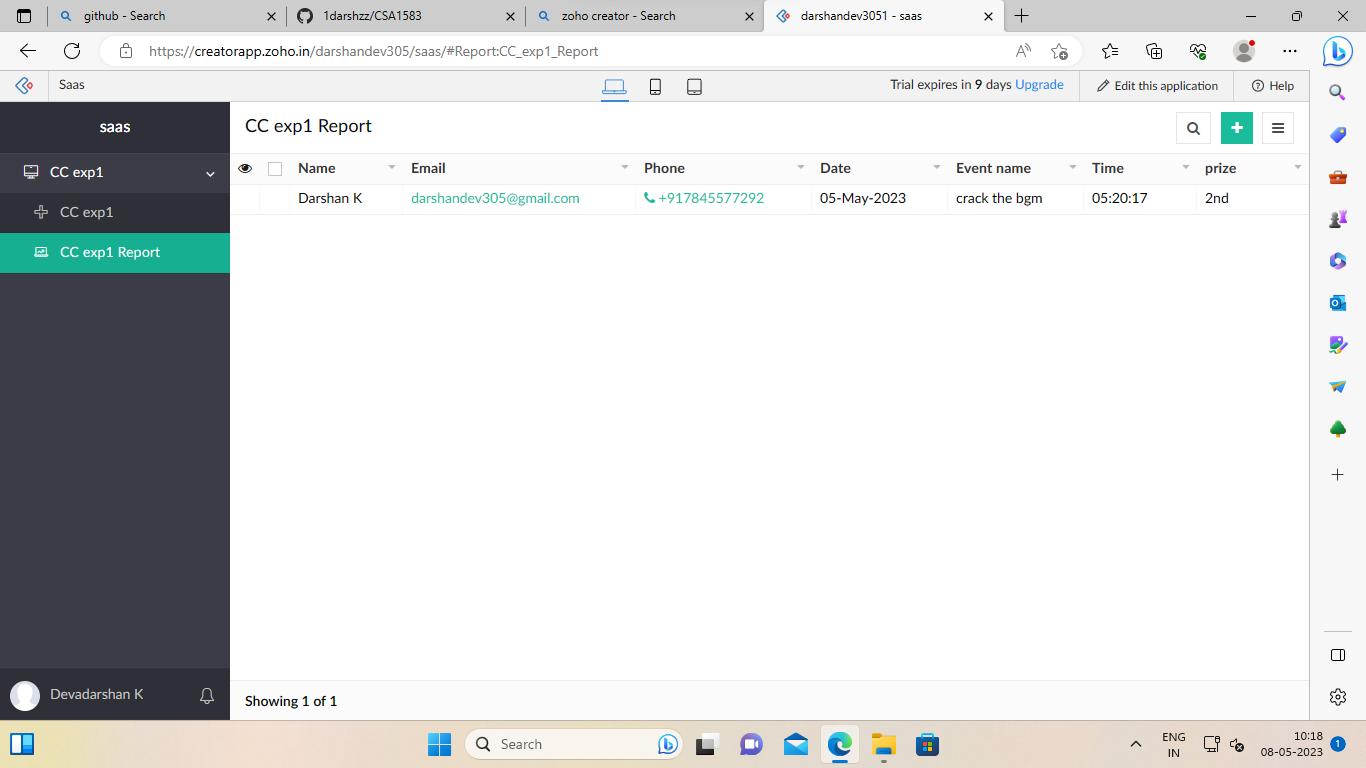 github - Search
1darshzz/CSA1583
zoho creator - Search
darshandev3051 - saas
https://creatorapp.zoho.in/darshandev305/saas/#Report:CC_exp1_Report
Saas
Trial expires in 9 days Upgrade
Edit this application
Help
saas
CC exp1
CC exp1
CC exp1 Report
CC exp1 Report
Name Email Phone Date Event name Time prize
Darshan K darshandev305@gmail.com +917845577292 05-May-2023 crack the bgm 05:20:17 2nd
Devadarshan K
Showing 1 of 1
Search
ENG
IN
10:18
08-05-2023
1